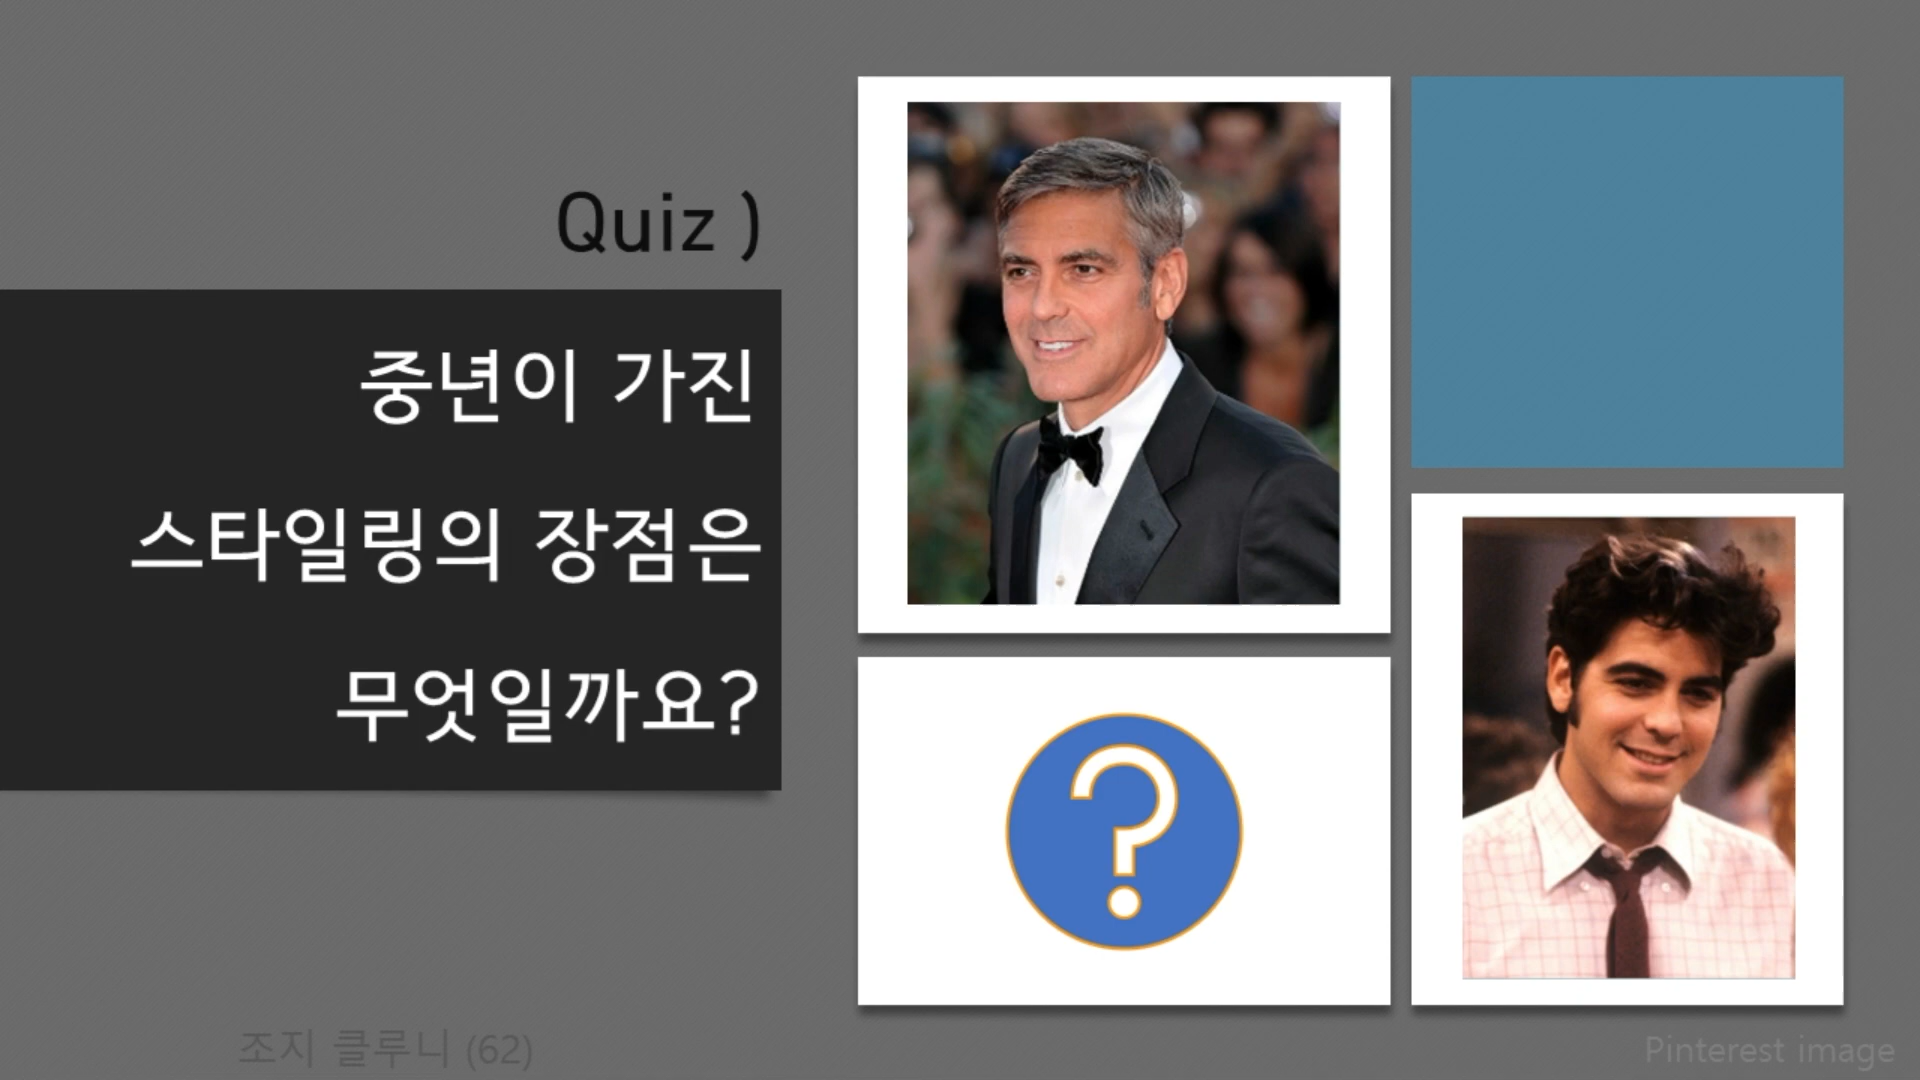 Quiz )
중년이 가진
스타일링의 장점은
무엇일까요?
?
조지 클루니 (62)
Pinterest image